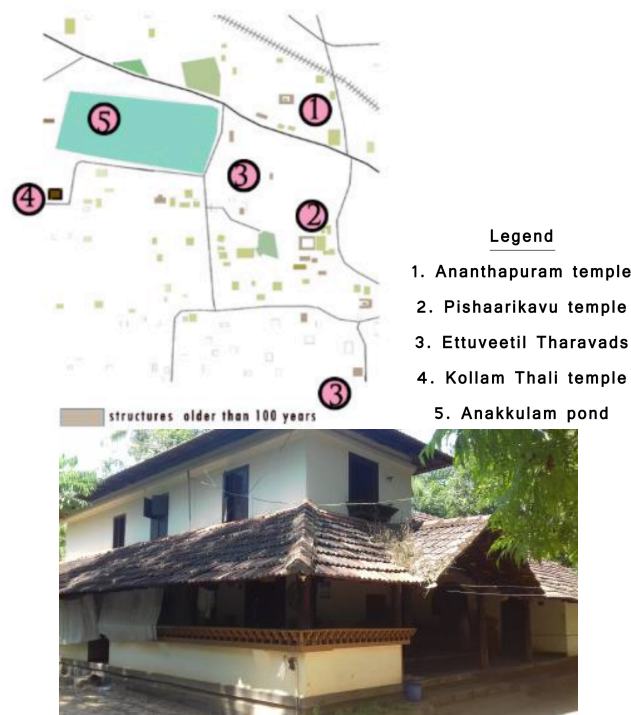 1
5
3
4
2
Legend
1. Ananthapuram temple
2. Pishaarikavu temple
3. Ettuveetil Tharavads
4. Kollam Thali temple
5. Anakkulam pond
3
structures older than 100 years